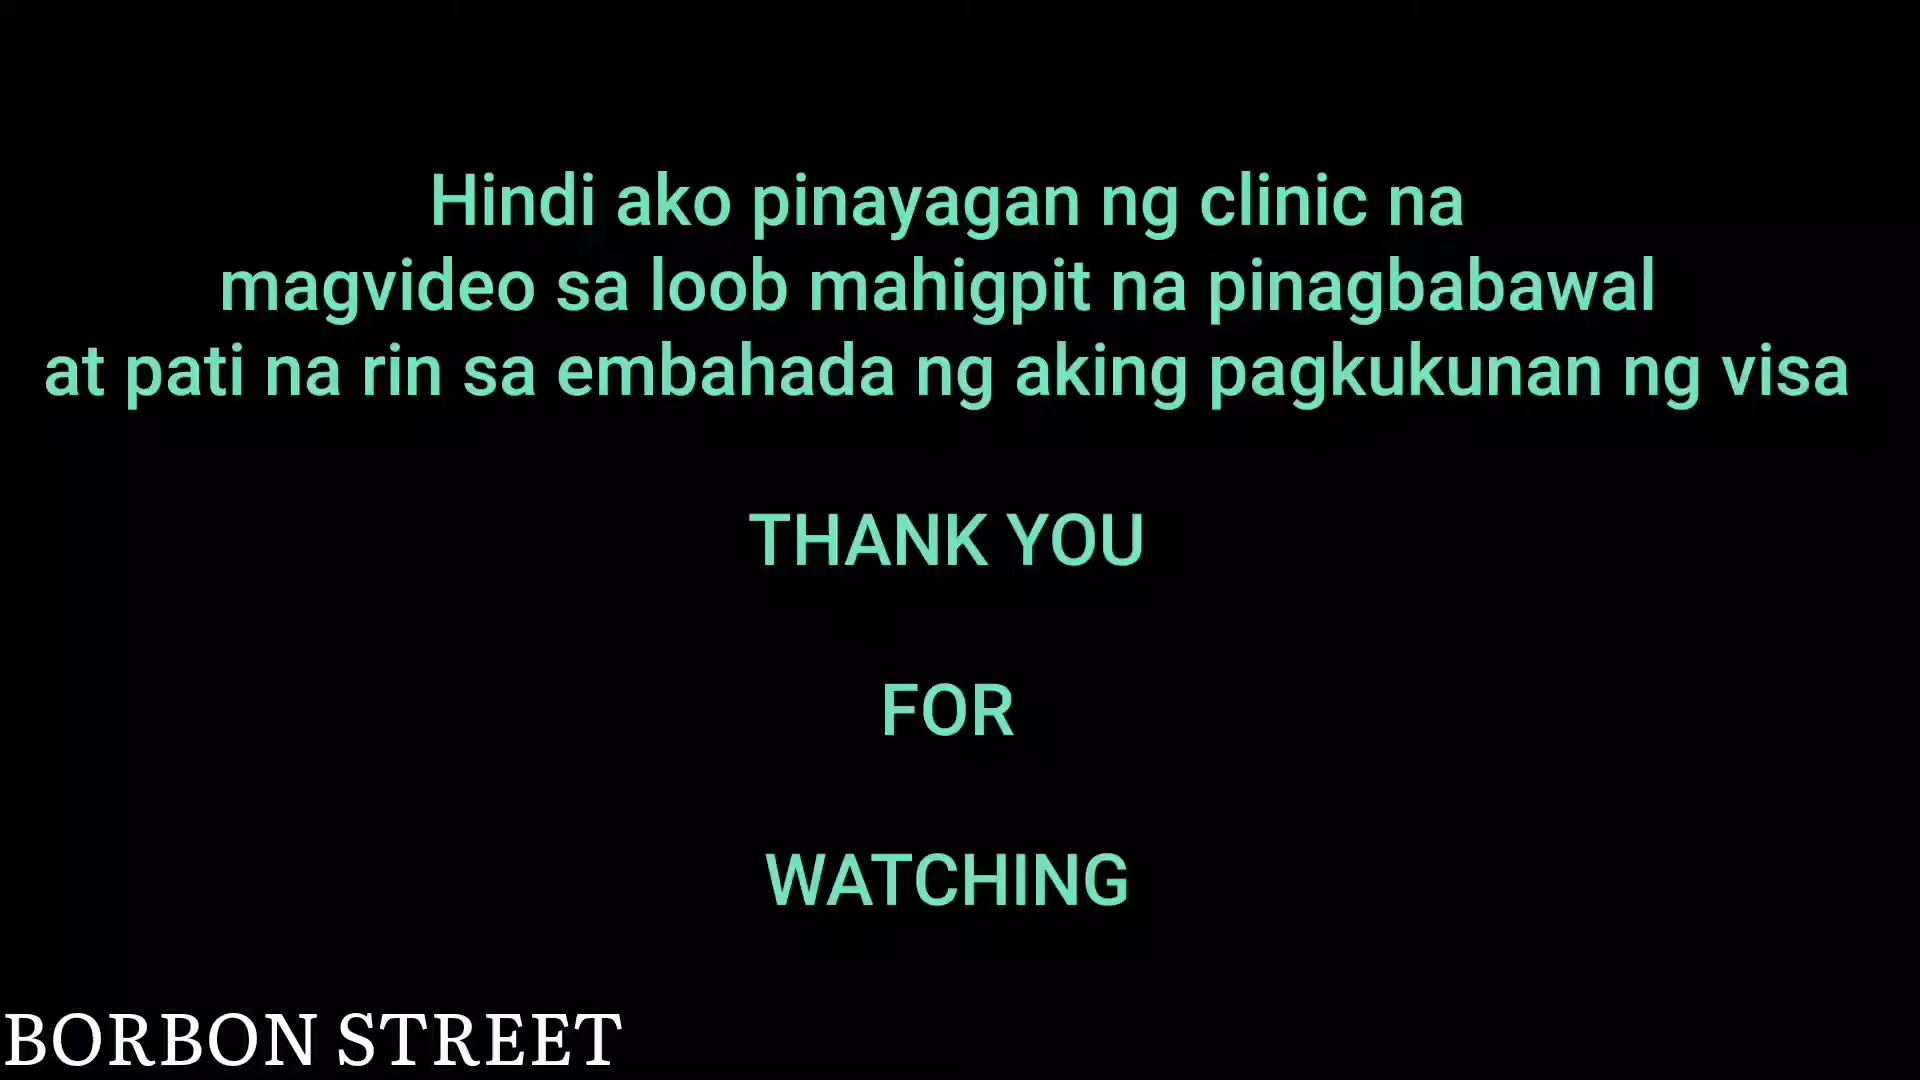 Hindi ako pinayagan ng clinic na
magvideo sa loob mahigpit na pinagbabawal
at pati na rin sa embahada ng aking pagkukunan ng visa
THANK YOU
FOR
WATCHING
BORBON STREET